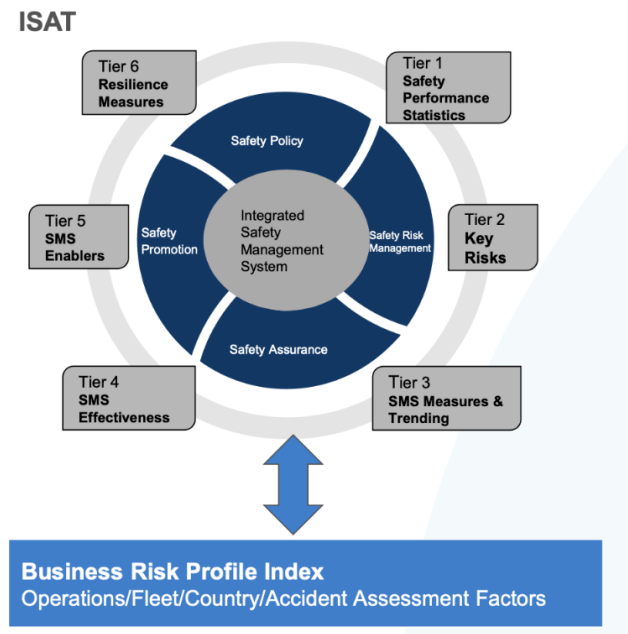 ISAT
Tier 6
Resilience
Measures
Tier 1
Safety
Performance
Statistics
Safety Policy
Tier 5
SMS
Enablers
Safety
Promotion
Integrated
Safety
Management
System
Safety Risk
Management
Tier 2
Key
Risks
Safety Assurance
Tier 4
SMS
Effectiveness
Tier 3
SMS Measures &
Trending
Business Risk Profile Index
Operations/Fleet/Country/Accident Assessment Factors